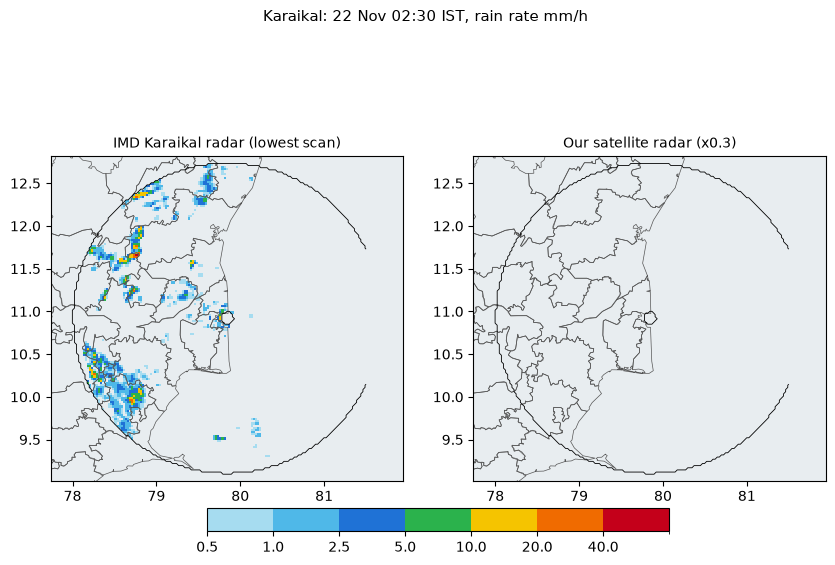 Karaikal: 22 Nov 02:30 IST, rain rate mm/h
IMD Karaikal radar (lowest scan)
12.5
12.0
11.5
11.0
10.5
10.0
9.5
78 79 80 81
Our satellite radar (x0.3)
12.5
12.0
11.5
11.0
10.5
10.0
9.5
78 79 80 81
0.5 1.0 2.5 5.0 10.0 20.0 40.0